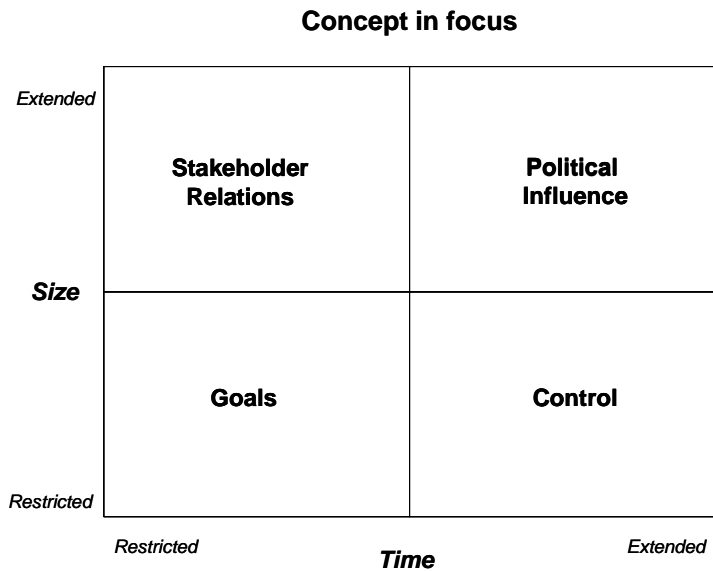 Concept in focus
Extended
Stakeholder
Relations
Political
Influence
Size
Goals
Control
Restricted
Restricted
Time
Extended